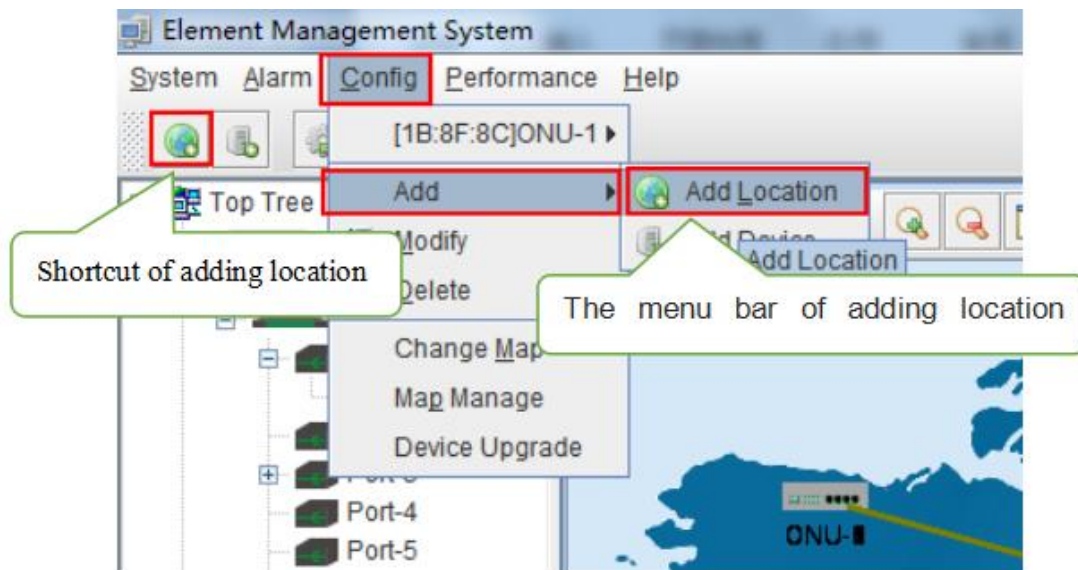 Element Management System
System Alarm Config Performance Help
[1B:8F:8C]ONU-1
Top Tree
Add
Add Location
Modify
Add Location
Shortcut of adding location
Delete
The menu bar of adding location
Change Map
Map Manage
Device Upgrade
Port-4
Port-5